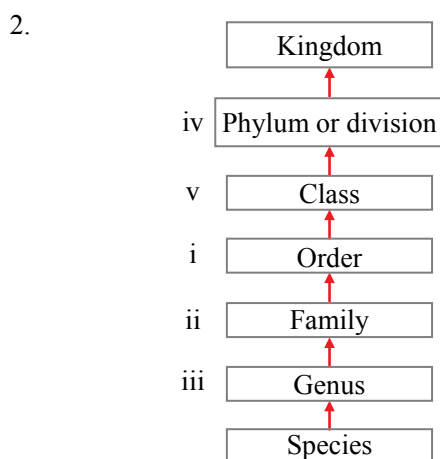 2.
Kingdom
iv Phylum or division
v Class
i Order
ii Family
iii Genus
Species